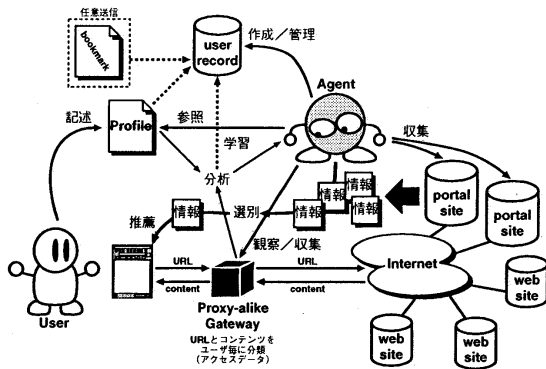 任意送信
bookmark
user
record
作成／管理
Agent
記述
Profile
参照
学習
収集
分析
情報
情報
情報
情報
portal
site
portal
site
推薦
情報
情報
選別
観察／収集
URL
URL
content
content
Internet
User
Proxy-alike
Gateway
URLとコンテンツを
ユーザ毎に分類
(アクセスデータ)
web
site
web
site
web
site